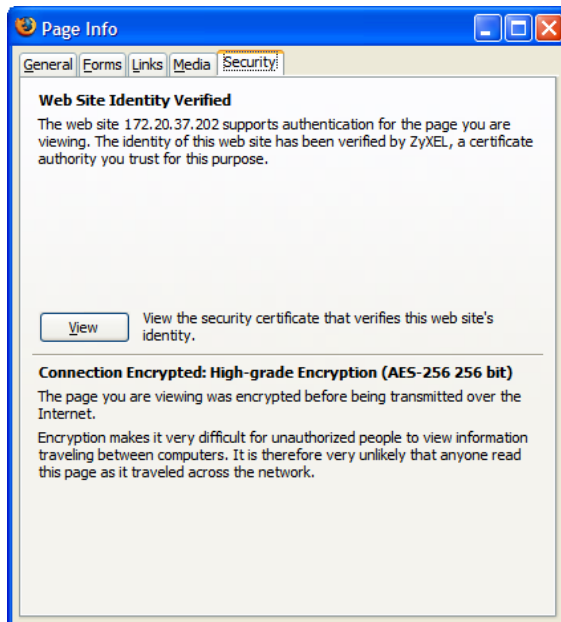 Page Info
General Forms Links Media Security
Web Site Identity Verified
The web site 172.20.37.202 supports authentication for the page you are
viewing. The identity of this web site has been verified by ZyXEL, a certificate
authority you trust for this purpose.
View
View the security certificate that verifies this web site's
identity.
Connection Encrypted: High-grade Encryption (AES-256 256 bit)
The page you are viewing was encrypted before being transmitted over the
Internet.
Encryption makes it very difficult for unauthorized people to view information
traveling between computers. It is therefore very unlikely that anyone read
this page as it traveled across the network.